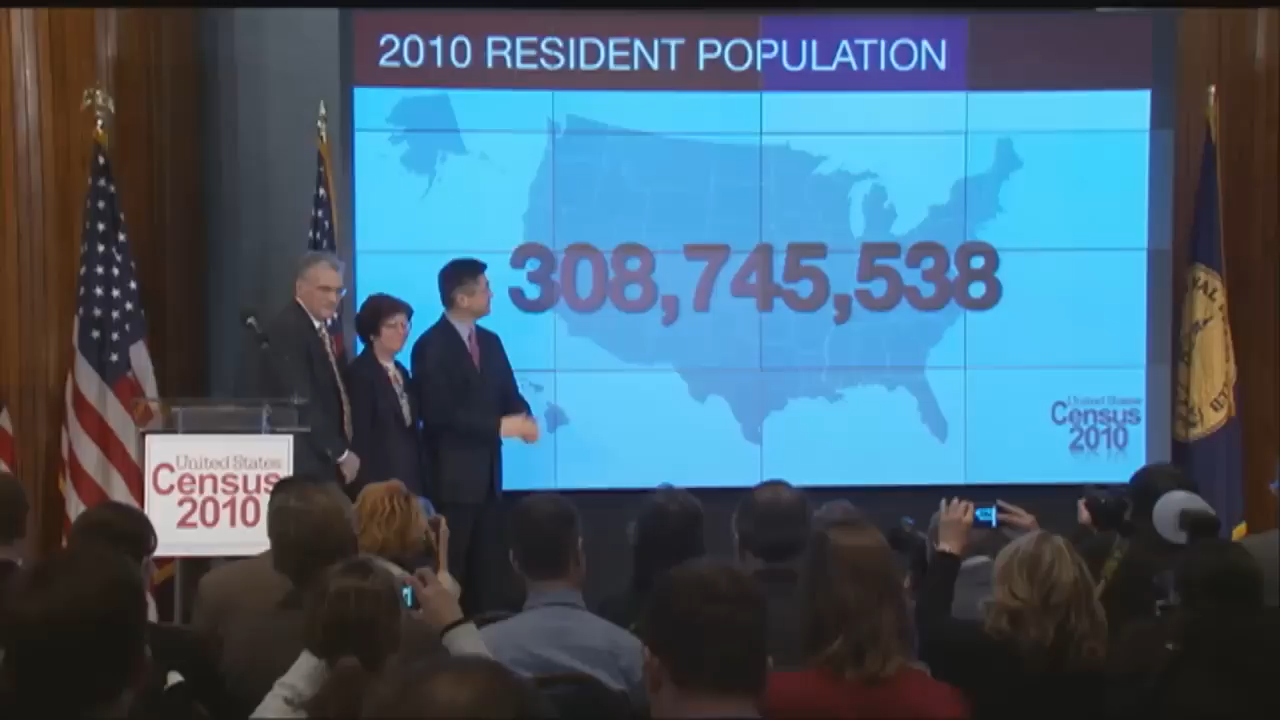 2010 RESIDENT POPULATION
308,745,538
United States
Census
2010
United States
Census
2010